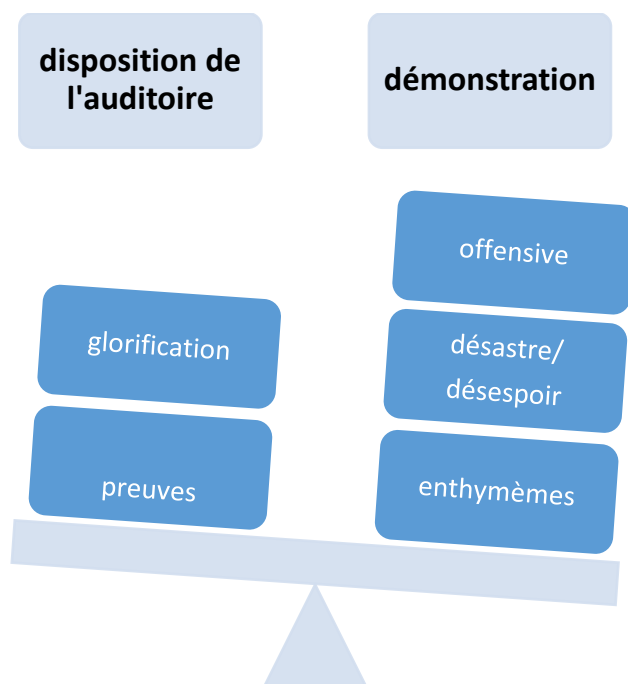 disposition de
l'auditoire
démonstration
glorification
preuves
offensive
désastre/
désespoir
enthymèmes